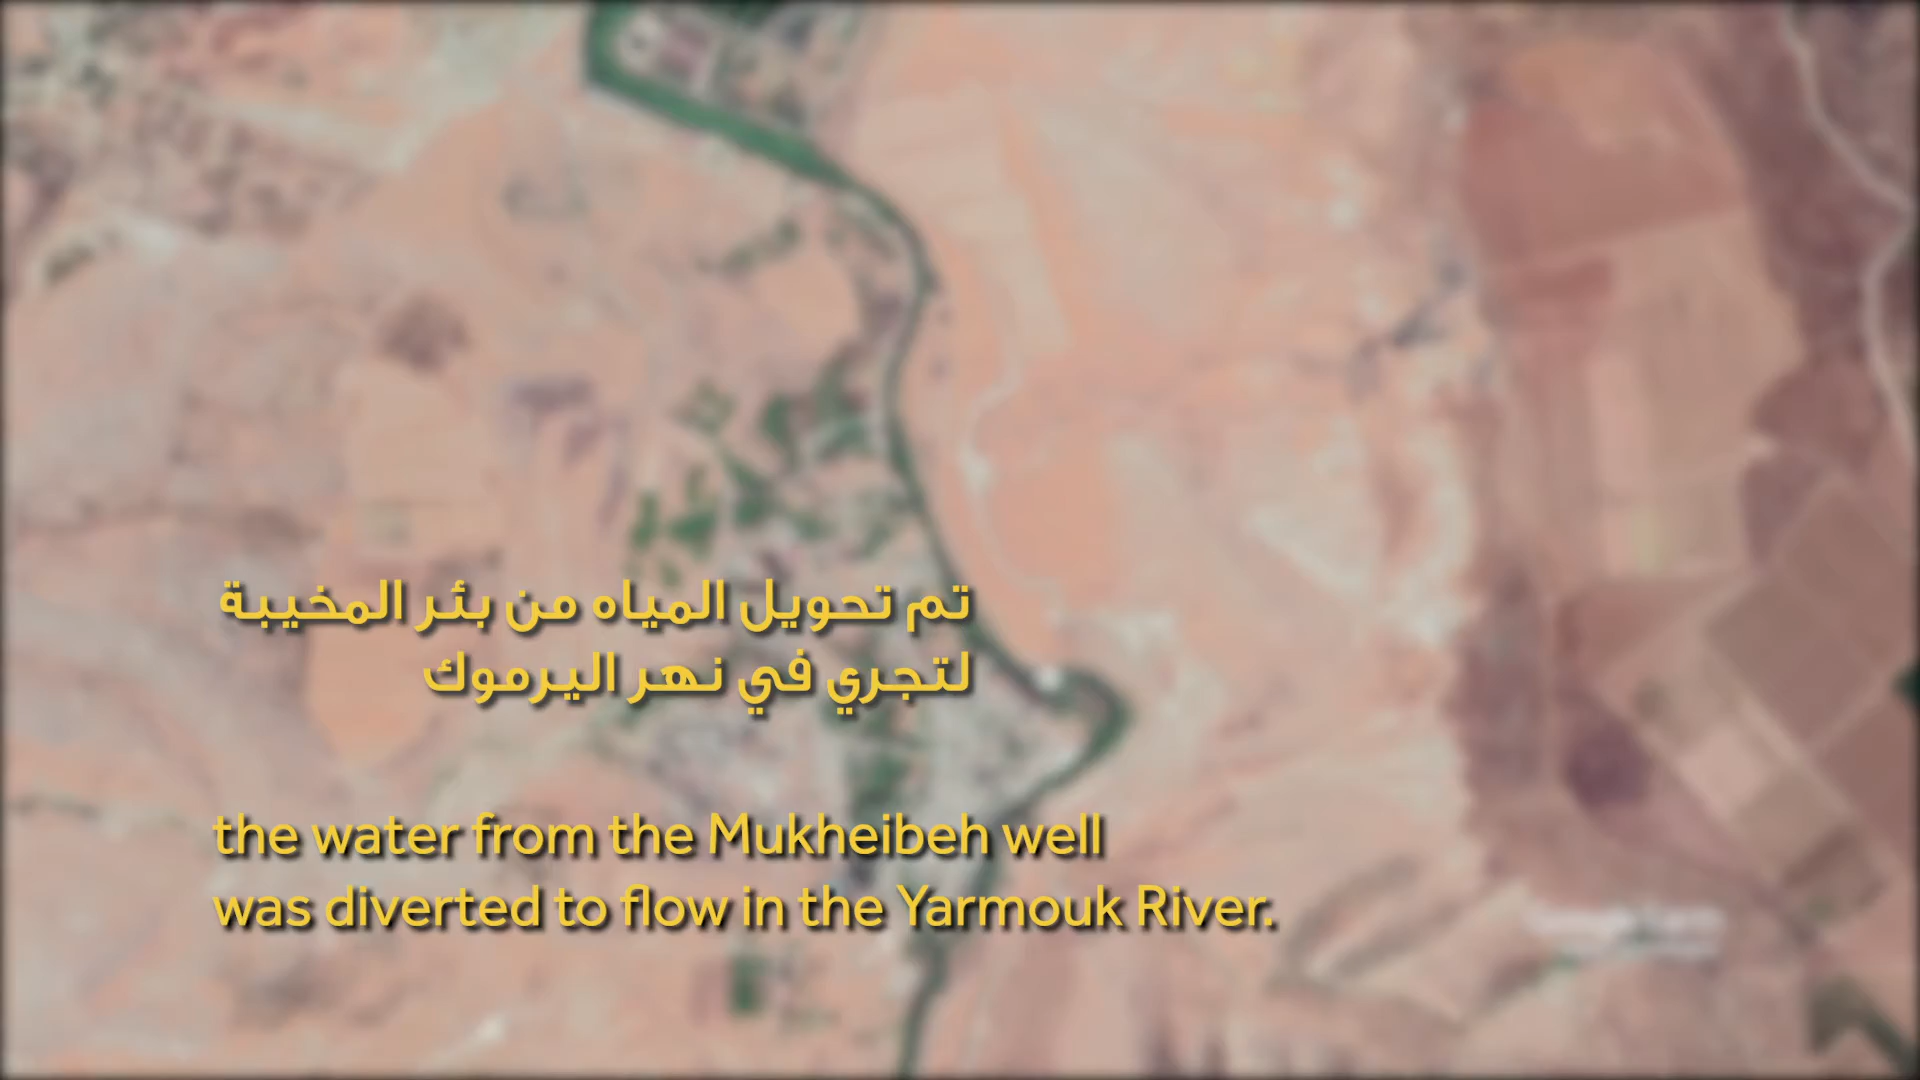 تم تحويل المياه من بئر المخيبة
لتجري في نهر اليرموك
the water from the Mukheibeh well
was diverted to flow in the Yarmouk River.